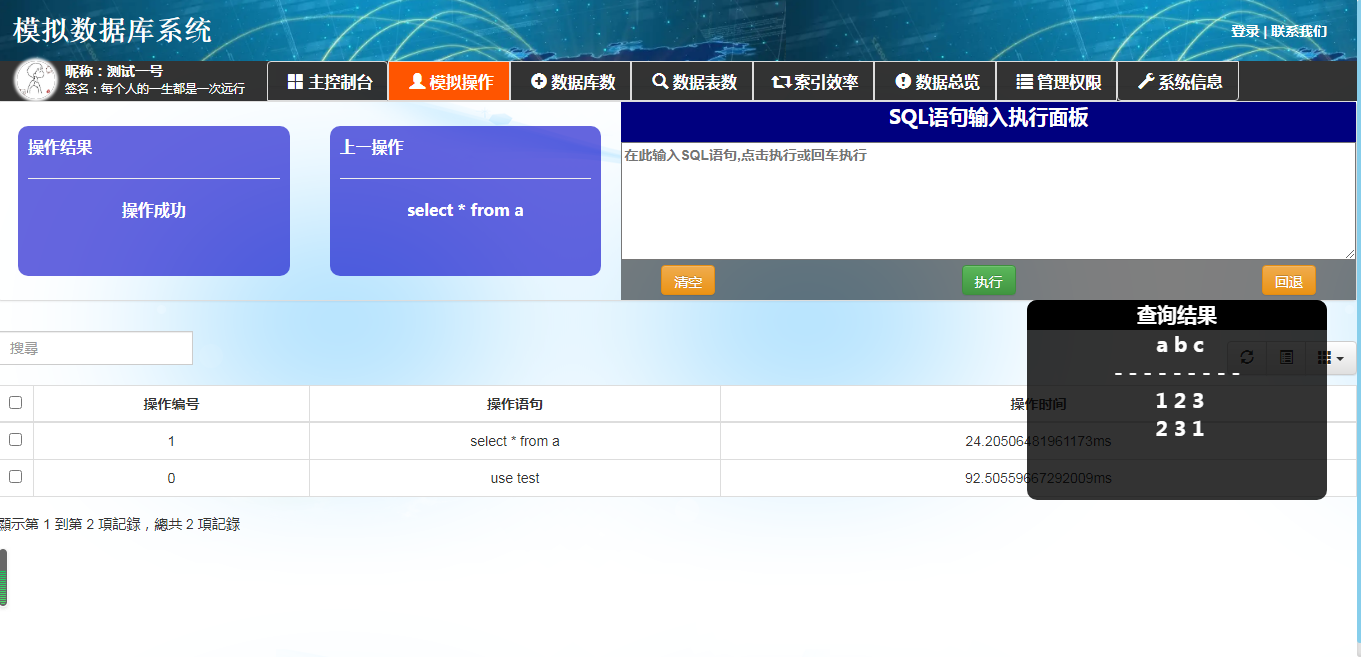 模拟数据库系统
登录 | 联系我们
昵称：测试一号
签名：每个人的一生都是一次远行
主控制台 模拟操作 数据库数 数据表数 索引效率 数据总览 管理权限 系统信息
操作结果
操作成功
上一操作
select * from a
SQL语句输入执行面板
在此输入SQL语句,点击执行或回车执行
清空 执行 回退
搜尋
查询结果
a b c
- - - - - - - - -
1 2 3
2 3 1
操作编号 操作语句 操作时间
1 select * from a 24.20506481961173ms
0 use test 92.50559667292009ms
顯示第 1 到第 2 項記錄，總共 2 項記錄